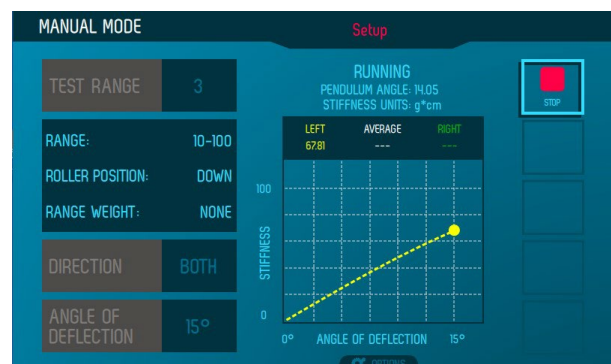 MANUAL MODE
Setup
TEST RANGE 3
RANGE: 10-100
ROLLER POSITION: DOWN
RANGE WEIGHT: NONE
DIRECTION BOTH
ANGLE OF
DEFLECTION 15°
RUNNING
PENDULUM ANGLE: 14.05
STIFFNESS UNITS: g*cm
LEFT AVERAGE RIGHT
67.81 --- ---
100
STIFFNESS
0
0° ANGLE OF DEFLECTION 15°
OPTIONS
STOP